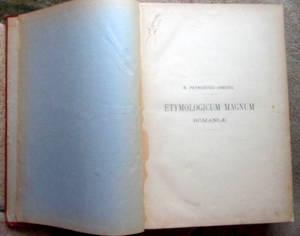 B. PETRICEICU-HASDEU
ETYMOLOGICUM MAGNUM
ROMANIÆ